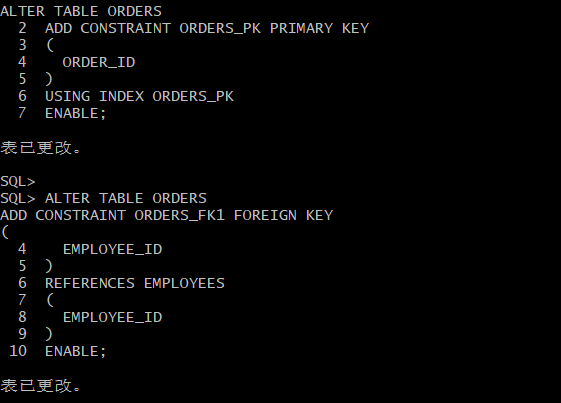 ALTER TABLE ORDERS
  2  ADD CONSTRAINT ORDERS_PK PRIMARY KEY
  3  (
  4    ORDER_ID
  5  )
  6  USING INDEX ORDERS_PK
  7  ENABLE;
表已更改。
SQL>
SQL> ALTER TABLE ORDERS
ADD CONSTRAINT ORDERS_FK1 FOREIGN KEY
(
  4    EMPLOYEE_ID
  5  )
  6  REFERENCES EMPLOYEES
  7  (
  8    EMPLOYEE_ID
  9  )
 10  ENABLE;
表已更改。